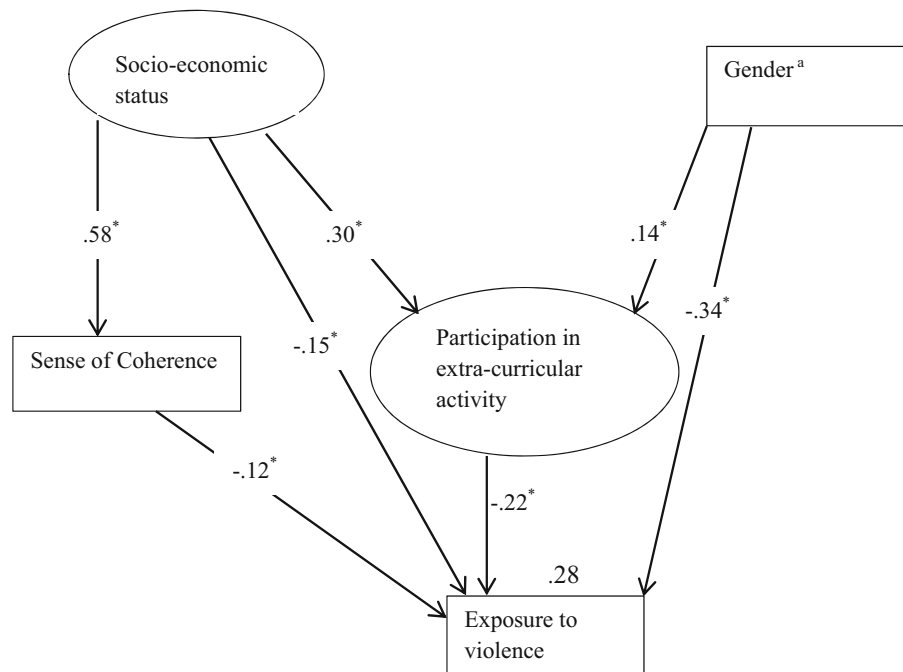 Socio-economic
status
Gender a
.58*
.30*
.14*
-.34*
-.15*
Sense of Coherence
Participation in
extra-curricular
activity
-.12*
-.22*
.28
Exposure to
violence